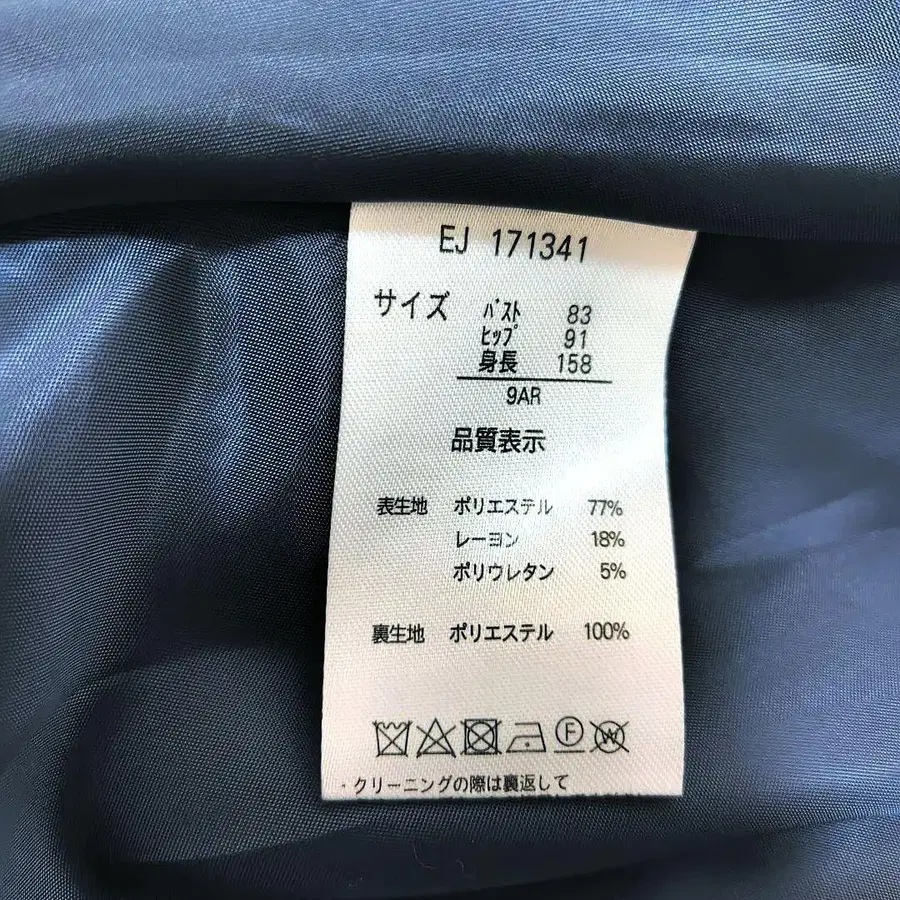 EJ 171341
サイズ バスト 83
ヒップ 91
身長 158
9AR
品質表示
表生地 ポリエステル 77%
レーヨン 18%
ポリウレタン 5%
裏生地 ポリエステル 100%
F W
・クリーニングの際は裏返して